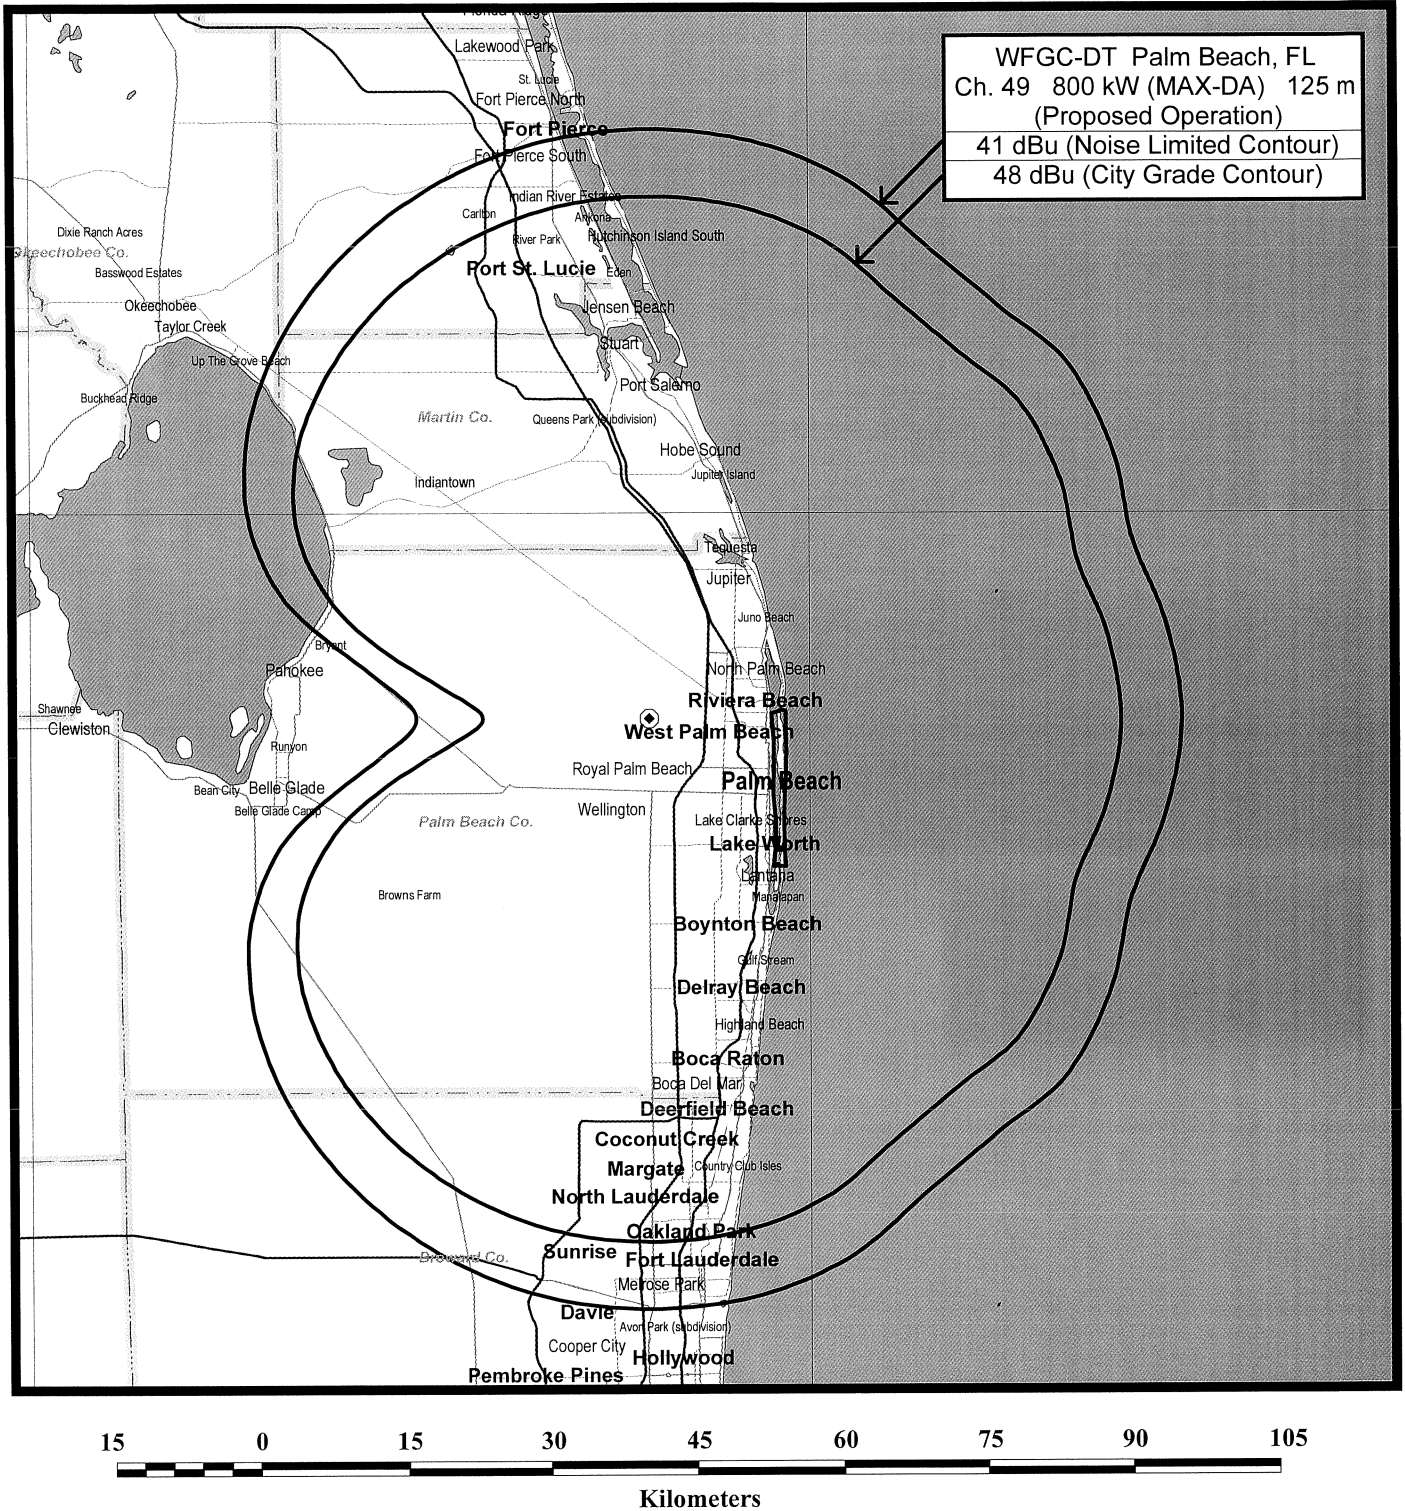 Lakewood Park
St. Lucie
Fort Pierce North
Fort Pierce
Fort Pierce South
Indian River Estates
Carlton
Ankona
River Park
Hutchinson Island South
Port St. Lucie
Eden
Jensen Beach
Stuart
Port Salerno
WFGC-DT Palm Beach, FL
Ch. 49 800 kW (MAX-DA) 125 m
(Proposed Operation)
41 dBu (Noise Limited Contour)
48 dBu (City Grade Contour)
Dixie Ranch Acres
Okeechobee Co.
Basswood Estates
Okeechobee
Taylor Creek
Up The Grove Beach
Buckhead Ridge
Martin Co.
Queens Park (subdivision)
Hobe Sound
Jupiter Island
Indiantown
Tequesta
Jupiter
Juno Beach
Bryant
Pahokee
North Palm Beach
Riviera Beach
Shawnee
Clewiston
West Palm Beach
Runyon
Royal Palm Beach
Palm Beach
Bean City
Belle Glade
Belle Glade Camp
Wellington
Palm Beach Co.
Lake Clarke Shores
Lake Worth
Lantana
Manalapan
Browns Farm
Boynton Beach
Gulf Stream
Delray Beach
Highland Beach
Boca Raton
Boca Del Mar
Deerfield Beach
Coconut Creek
Margate
Country Club Isles
North Lauderdale
Oakland Park
Sunrise
Broward Co.
Fort Lauderdale
Melrose Park
Davie
Avon Park (subdivision)
Cooper City
Hollywood
Pembroke Pines
15 0 15 30 45 60 75 90 105
Kilometers